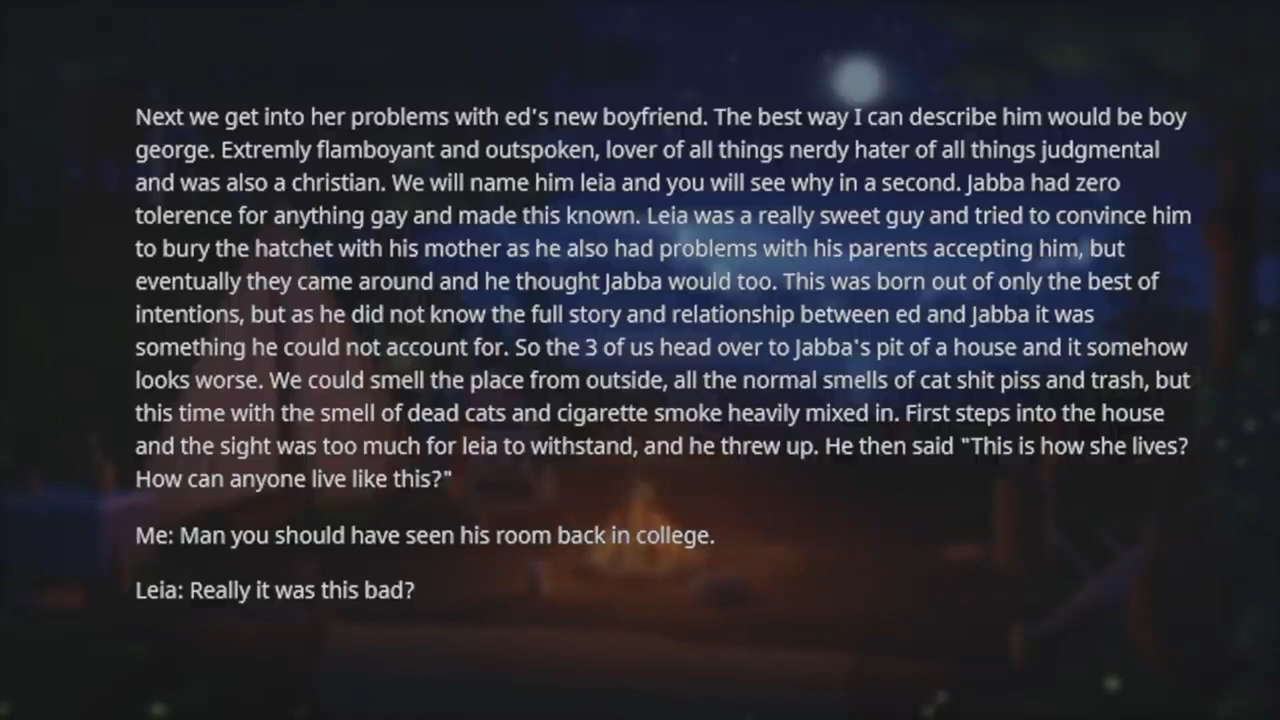 Next we get into her problems with ed's new boyfriend. The best way I can describe him would be boy
george. Extremly flamboyant and outspoken, lover of all things nerdy hater of all things judgmental
and was also a christian. We will name him leia and you will see why in a second. Jabba had zero
tolerence for anything gay and made this known. Leia was a really sweet guy and tried to convince him
to bury the hatchet with his mother as he also had problems with his parents accepting him, but
eventually they came around and he thought Jabba would too. This was born out of only the best of
intentions, but as he did not know the full story and relationship between ed and Jabba it was
something he could not account for. So the 3 of us head over to Jabba's pit of a house and it somehow
looks worse. We could smell the place from outside, all the normal smells of cat shit piss and trash, but
this time with the smell of dead cats and cigarette smoke heavily mixed in. First steps into the house
and the sight was too much for leia to withstand, and he threw up. He then said "This is how she lives?
How can anyone live like this?"
Me: Man you should have seen his room back in college.
Leia: Really it was this bad?